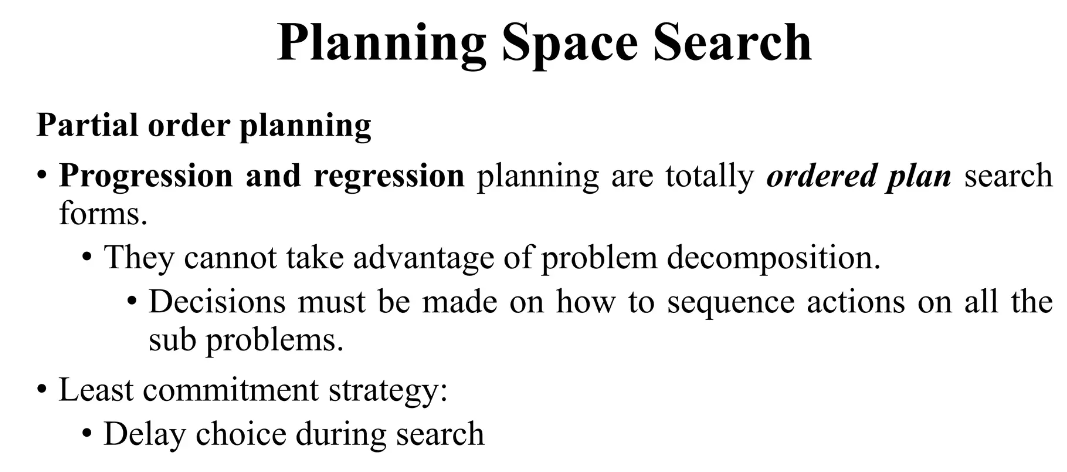 Planning Space Search
Partial order planning
• Progression and regression planning are totally ordered plan search
forms.
• They cannot take advantage of problem decomposition.
• Decisions must be made on how to sequence actions on all the
sub problems.
• Least commitment strategy:
• Delay choice during search